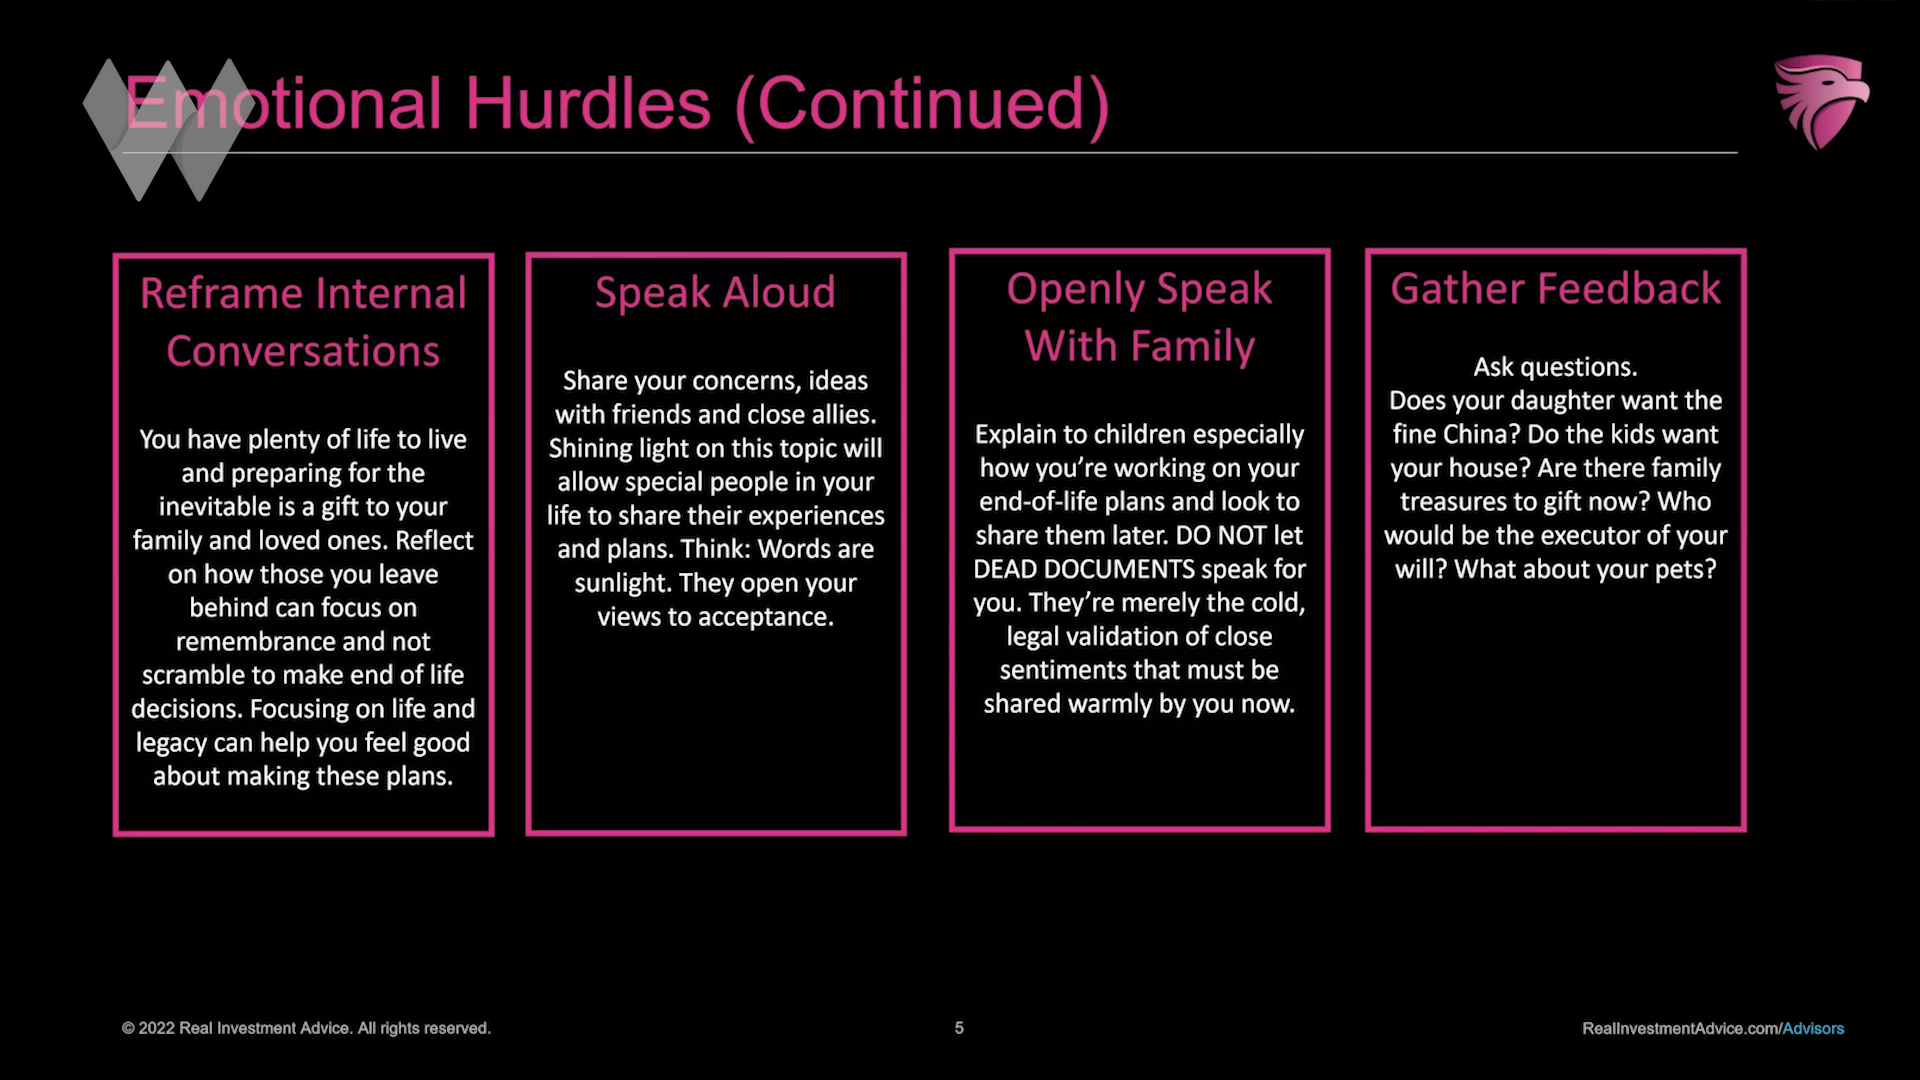 Emotional Hurdles (Continued)
Reframe Internal
Conversations
You have plenty of life to live
and preparing for the
inevitable is a gift to your
family and loved ones. Reflect
on how those you leave
behind can focus on
remembrance and not
scramble to make end of life
decisions. Focusing on life and
legacy can help you feel good
about making these plans.
Speak Aloud
Share your concerns, ideas
with friends and close allies.
Shining light on this topic will
allow special people in your
life to share their experiences
and plans. Think: Words are
sunlight. They open your
views to acceptance.
Openly Speak
With Family
Explain to children especially
how you’re working on your
end-of-life plans and look to
share them later. DO NOT let
DEAD DOCUMENTS speak for
you. They’re merely the cold,
legal validation of close
sentiments that must be
shared warmly by you now.
Gather Feedback
Ask questions.
Does your daughter want the
fine China? Do the kids want
your house? Are there family
treasures to gift now? Who
would be the executor of your
will? What about your pets?
© 2022 Real Investment Advice. All rights reserved.
5
RealInvestmentAdvice.com/Advisors